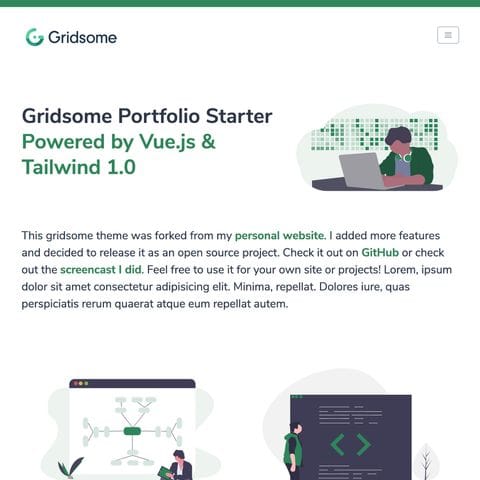 Gridsome
Gridsome Portfolio Starter
Powered by Vue.js &
Tailwind 1.0
This gridsome theme was forked from my personal website. I added more features
and decided to release it as an open source project. Check it out on GitHub or check
out the screencast I did. Feel free to use it for your own site or projects! Lorem, ipsum
dolor sit amet consectetur adipisicing elit. Minima, repellat. Dolores iure, quas
perspiciatis rerum quaerat atque eum repellat autem.